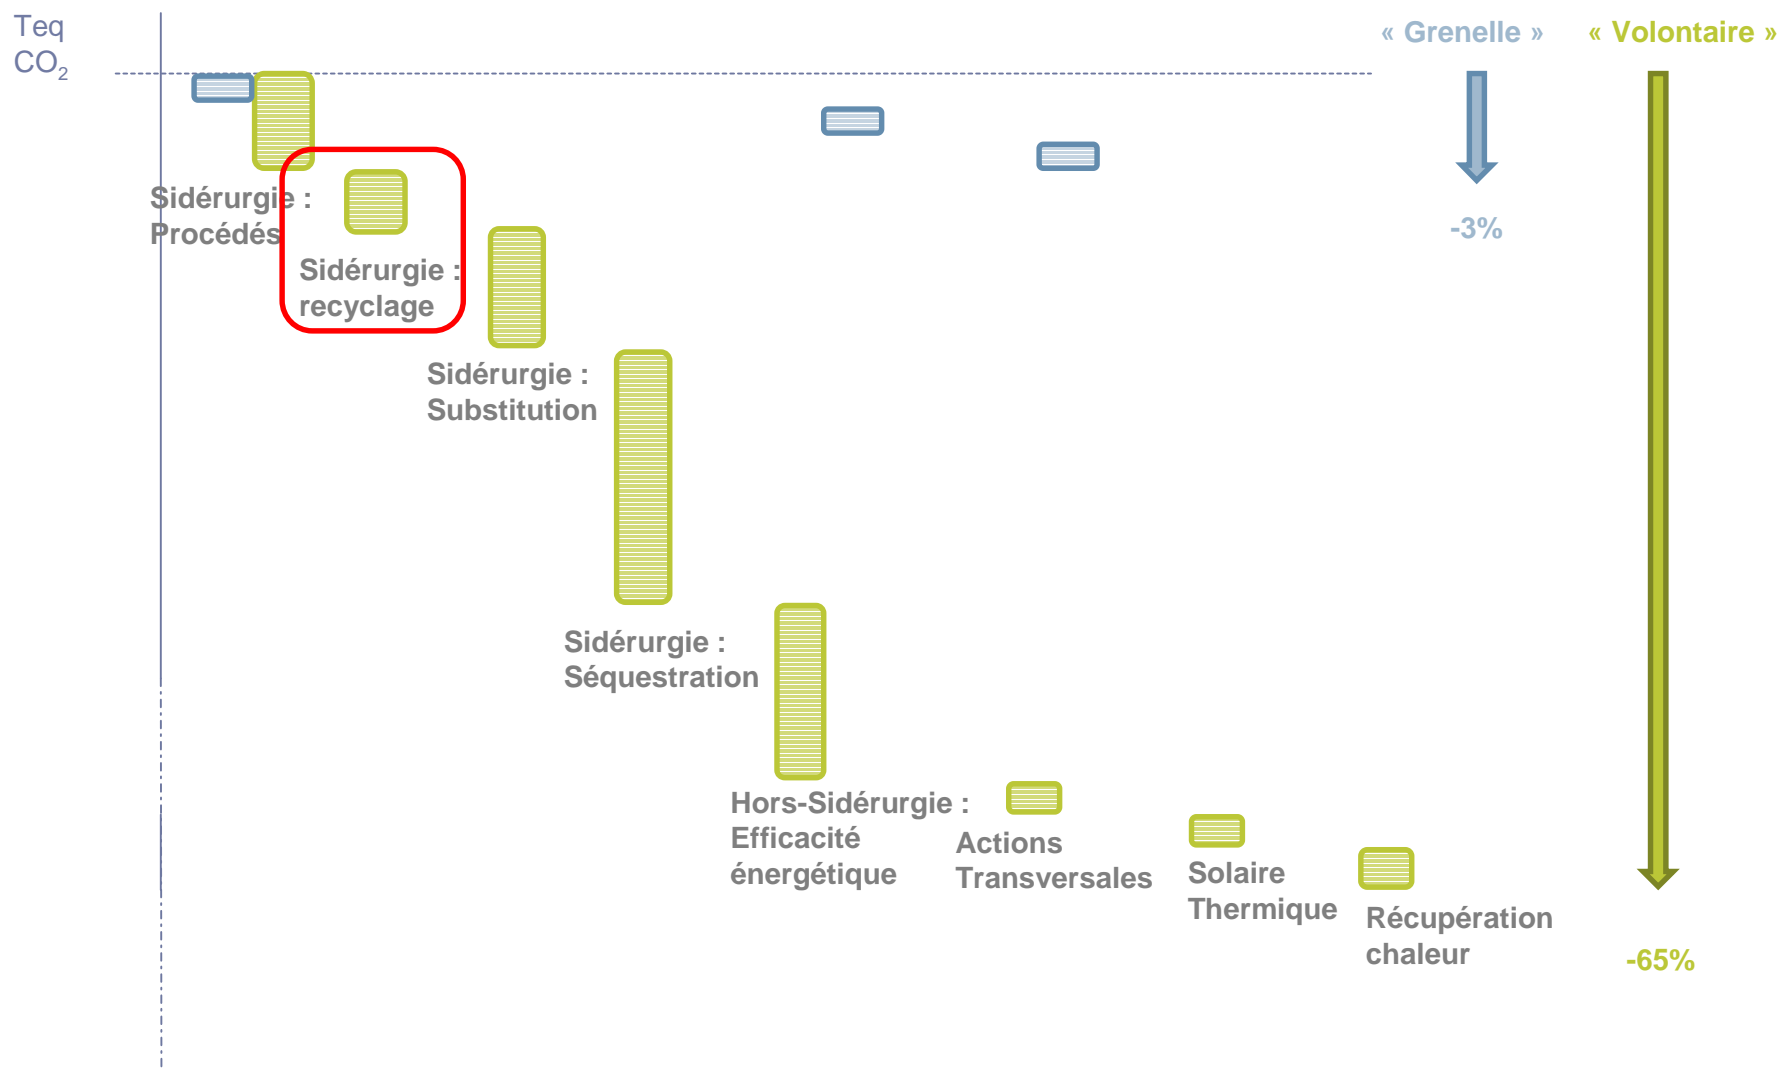 Teq
CO₂
« Grenelle »
« Volontaire »
Sidérurgie :
Procédés
-3%
Sidérurgie :
recyclage
Sidérurgie :
Substitution
Sidérurgie :
Séquestration
Hors-Sidérurgie :
Efficacité
énergétique
Actions
Transversales
Solaire
Thermique
Récupération
chaleur
-65%